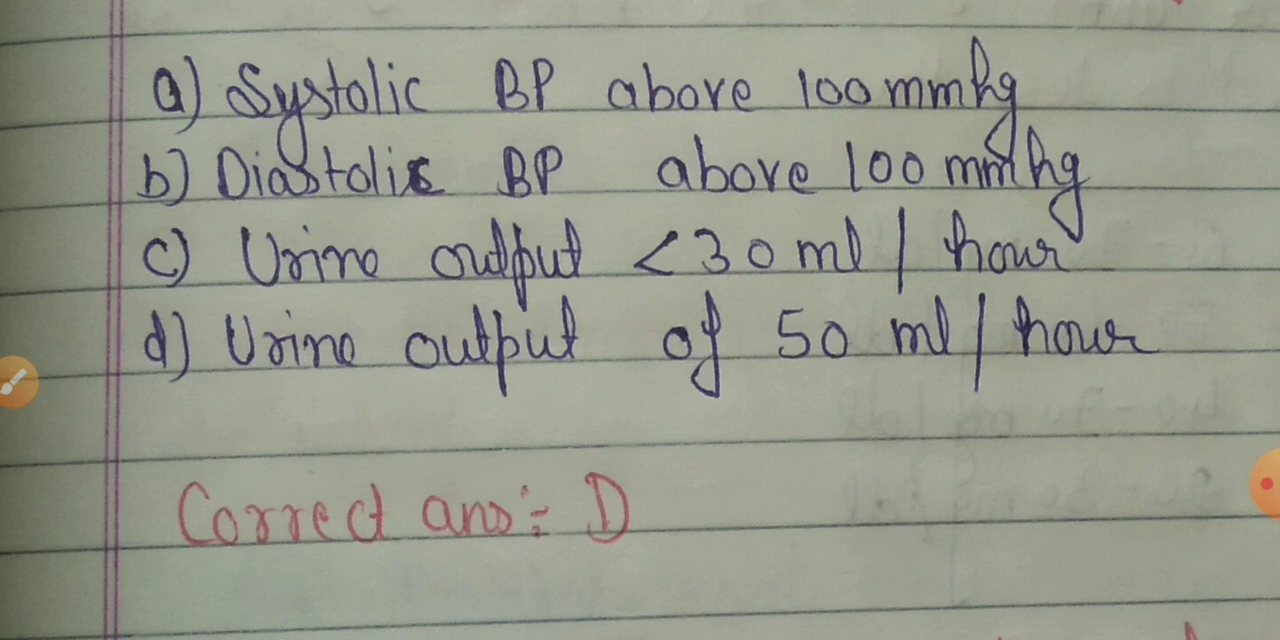 a) Systolic BP above 100 mmhg
b) Diastolic BP above 100 mmhg
c) Urine output <30 ml / hour
d) Urine output of 50 ml / hour
Correct ans:- D